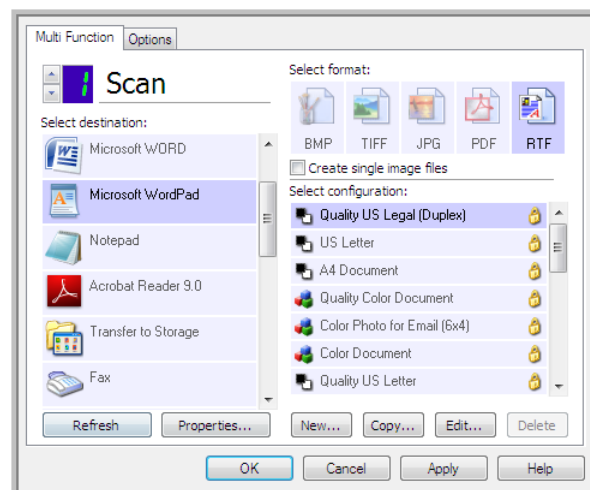 Multi Function
Options
1
Scan
Select destination:
Microsoft WORD
Microsoft WordPad
Notepad
Acrobat Reader 9.0
Transfer to Storage
Fax
Refresh
Properties...
Select format:
BMP TIFF JPG PDF RTF
Create single image files
Select configuration:
Quality US Legal (Duplex)
US Letter
A4 Document
Quality Color Document
Color Photo for Email (6x4)
Color Document
Quality US Letter
New... Copy... Edit... Delete
OK Cancel Apply Help